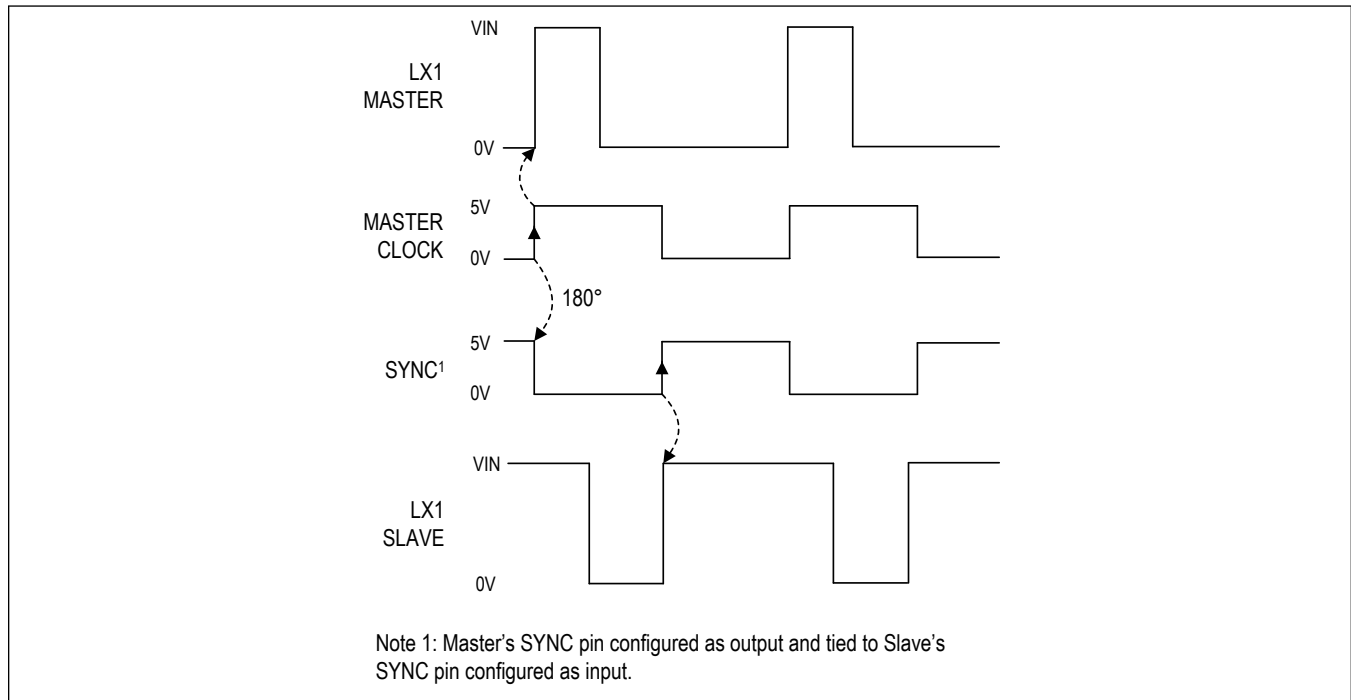 VIN
LX1
MASTER
0V
5V
MASTER
CLOCK
0V
180°
5V
SYNC¹
0V
VIN
LX1
SLAVE
0V
Note 1: Master's SYNC pin configured as output and tied to Slave's
SYNC pin configured as input.